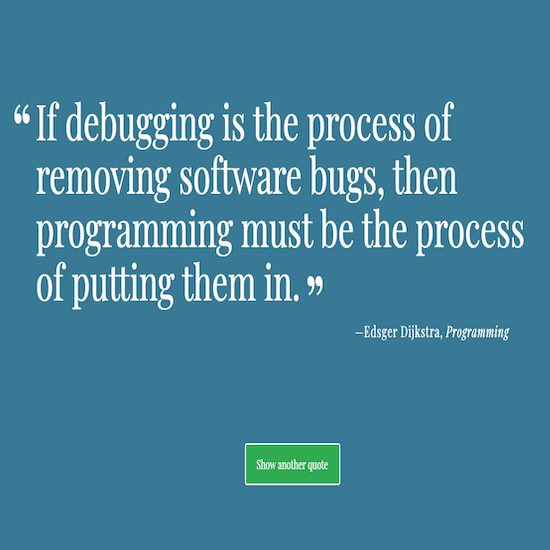 “ If debugging is the process of
removing software bugs, then
programming must be the process
of putting them in. ”
—Edsger Dijkstra, Programming
Show another quote